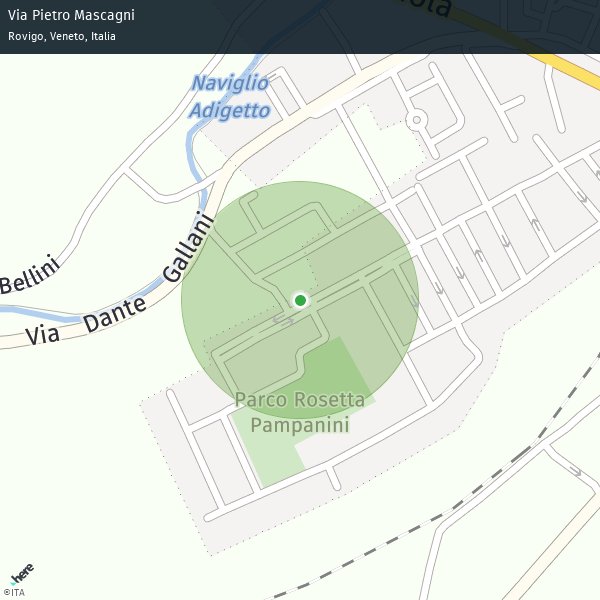 Via Pietro Mascagni
Rovigo, Veneto, Italia
Naviglio
Adigetto
Bellini
Via Dante Gallani
Parco Rosetta
Pampanini
here
©ITA